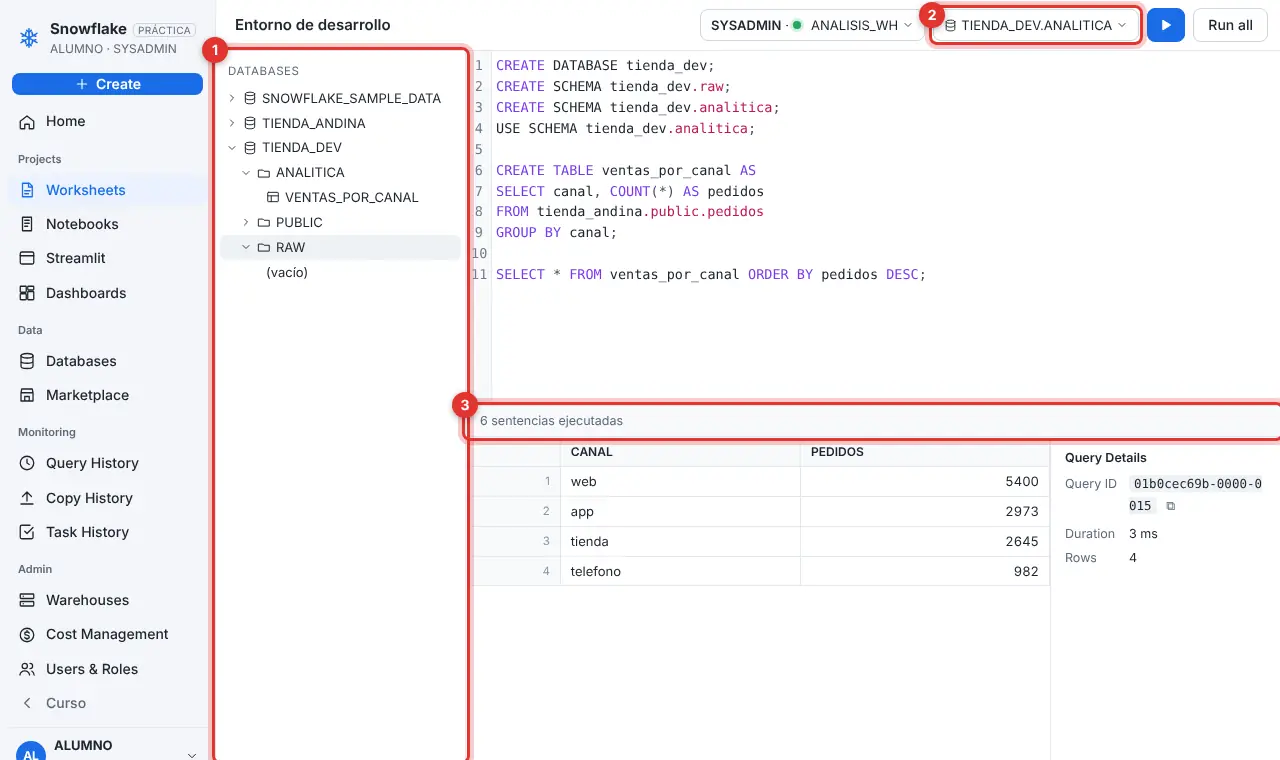 Snowflake PRÁCTICA
ALUMNO · SYSADMIN
+ Create
Home
Projects
Worksheets
Notebooks
Streamlit
Dashboards
Data
Databases
Marketplace
Monitoring
Query History
Copy History
Task History
Admin
Warehouses
Cost Management
Users & Roles
Curso
AL
ALUMNO
Entorno de desarrollo
SYSADMIN · ANALISIS_WH
2
TIENDA_DEV.ANALITICA
Run all
1
DATABASES
SNOWFLAKE_SAMPLE_DATA
TIENDA_ANDINA
TIENDA_DEV
ANALITICA
VENTAS_POR_CANAL
PUBLIC
RAW
(vacío)
1 CREATE DATABASE tienda_dev;
2 CREATE SCHEMA tienda_dev.raw;
3 CREATE SCHEMA tienda_dev.analitica;
4 USE SCHEMA tienda_dev.analitica;
5
6 CREATE TABLE ventas_por_canal AS
7 SELECT canal, COUNT(*) AS pedidos
8 FROM tienda_andina.public.pedidos
9 GROUP BY canal;
10
11 SELECT * FROM ventas_por_canal ORDER BY pedidos DESC;
3
6 sentencias ejecutadas
CANAL PEDIDOS
1 web 5400
2 app 2973
3 tienda 2645
4 telefono 982
Query Details
Query ID 01b0cec69b-0000-0
015
Duration 3 ms
Rows 4